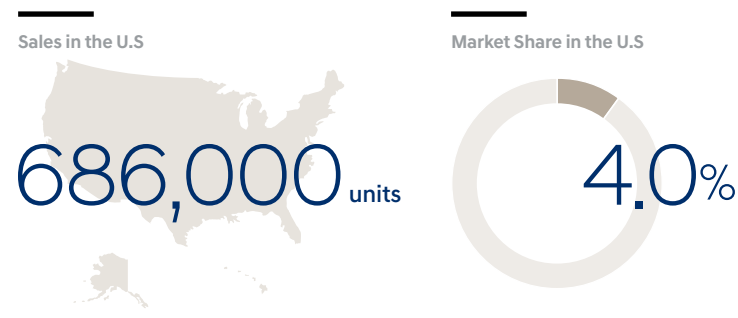 Sales in the U.S
686,000 units
Market Share in the U.S
4.0%